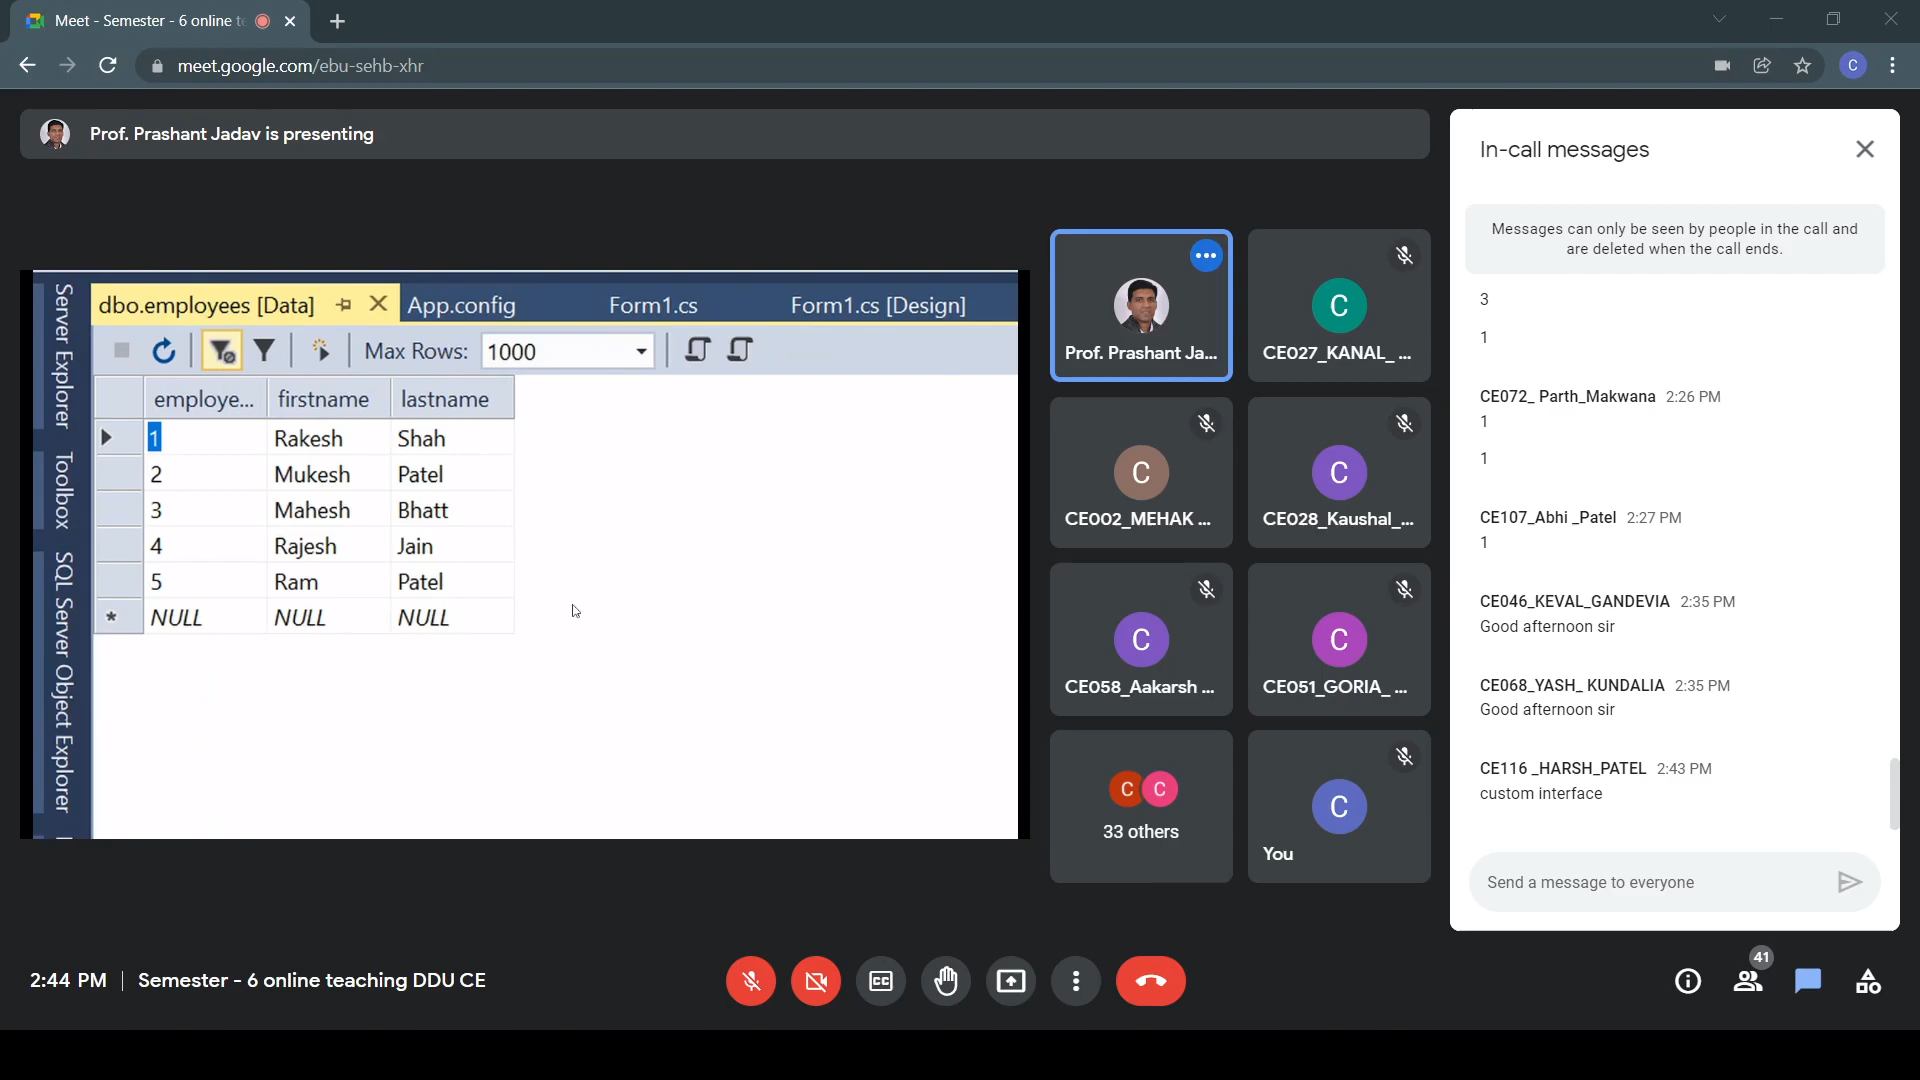 Meet - Semester - 6 online te
meet.google.com/ebu-sehb-xhr
C
Prof. Prashant Jadav is presenting
Server Explorer
Toolbox
SQL Server Object Explorer
dbo.employees [Data]
App.config
Form1.cs
Form1.cs [Design]
Max Rows: 1000
employe... firstname lastname
1 Rakesh Shah
2 Mukesh Patel
3 Mahesh Bhatt
4 Rajesh Jain
5 Ram Patel
* NULL NULL NULL
Prof. Prashant Ja...
C
CE027_KANAL_ ...
C
CE002_MEHAK ...
C
CE028_Kaushal_...
C
CE058_Aakarsh ...
C
CE051_GORIA_ ...
C C
33 others
C
You
In-call messages
Messages can only be seen by people in the call and
are deleted when the call ends.
3
1
CE072_ Parth_Makwana 2:26 PM
1
1
CE107_Abhi _Patel 2:27 PM
1
CE046_KEVAL_GANDEVIA 2:35 PM
Good afternoon sir
CE068_YASH_ KUNDALIA 2:35 PM
Good afternoon sir
CE116 _HARSH_PATEL 2:43 PM
custom interface
Send a message to everyone
2:44 PM | Semester - 6 online teaching DDU CE
CC
41